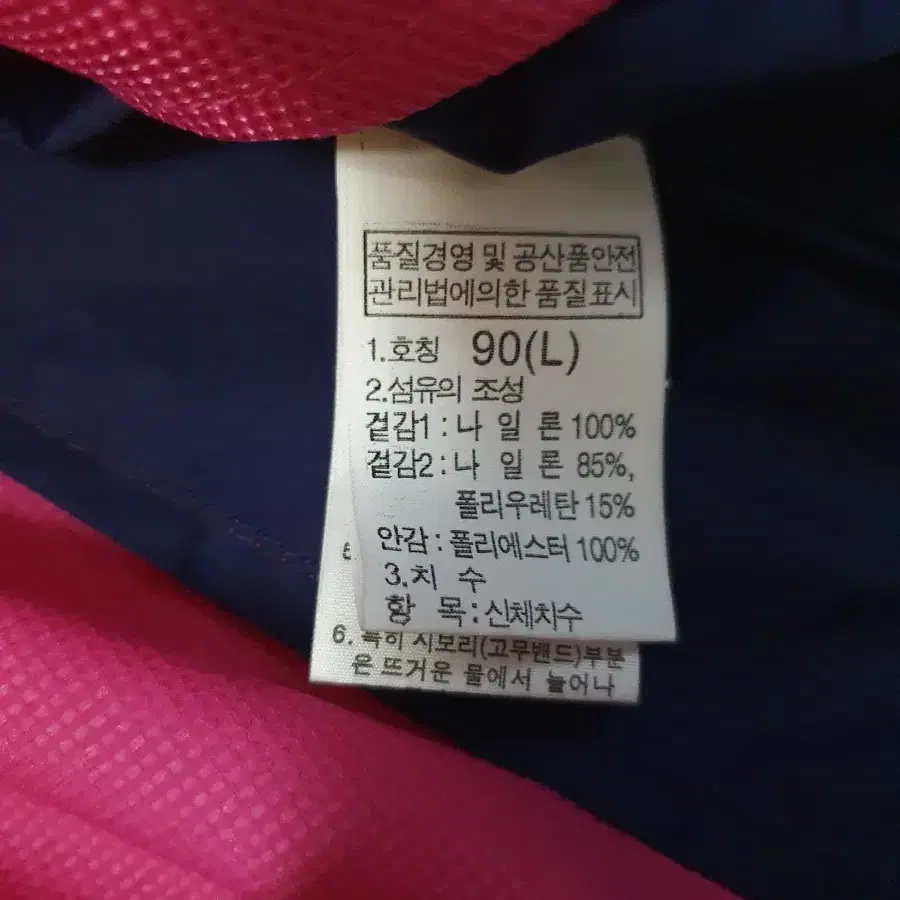 품질경영 및 공산품안전
관리법에의한 품질표시
1.호칭 90(L)
2.섬유의 조성
겉감1 : 나 일 론 100%
겉감2 : 나 일 론 85%,
폴리우레탄 15%
안감 : 폴리에스터 100%
3.치 수
항 목 : 신체치수
6. 특히 시보리(고무밴드)부분
은 뜨거운 물에서 늘어나